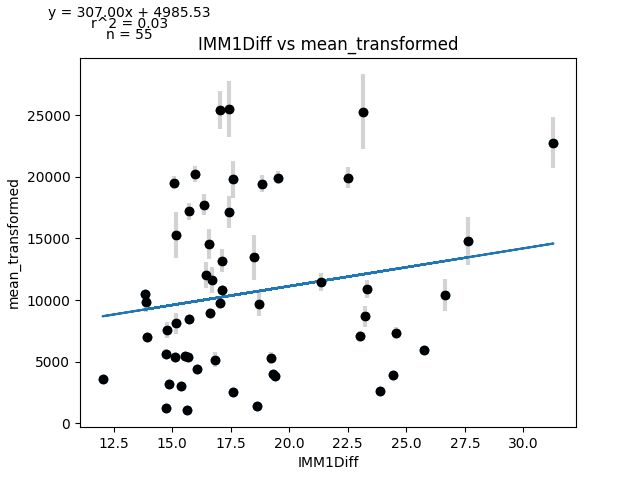 y = 307.00x + 4985.53
r^2 = 0.03
n = 55
IMM1Diff vs mean_transformed
mean_transformed
25000
20000
15000
10000
5000
0
12.5 15.0 17.5 20.0 22.5 25.0 27.5 30.0
IMM1Diff